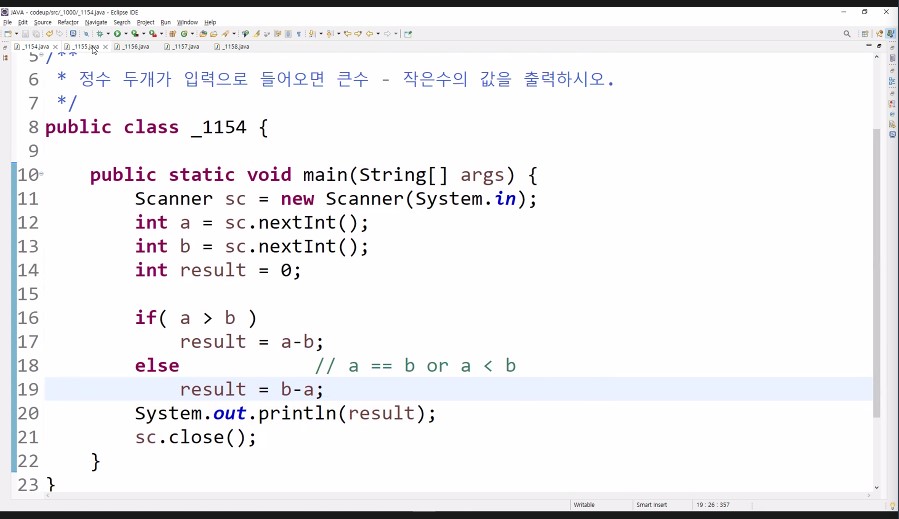 JAVA - codeup/src/_1000/_1154.java - Eclipse IDE
File Edit Source Refactor Navigate Search Project Run Window Help
_1154.java _1155.java _1156.java _1157.java _1158.java
5 /**
6 * 정수 두개가 입력으로 들어오면 큰수 - 작은수의 값을 출력하시오.
7 */
8 public class _1154 {
9
10 public static void main(String[] args) {
11 Scanner sc = new Scanner(System.in);
12 int a = sc.nextInt();
13 int b = sc.nextInt();
14 int result = 0;
15
16 if( a > b )
17 result = a-b;
18 else // a == b or a < b
19 result = b-a;
20 System.out.println(result);
21 sc.close();
22 }
23 }
Writable Smart Insert 19 : 26 : 357